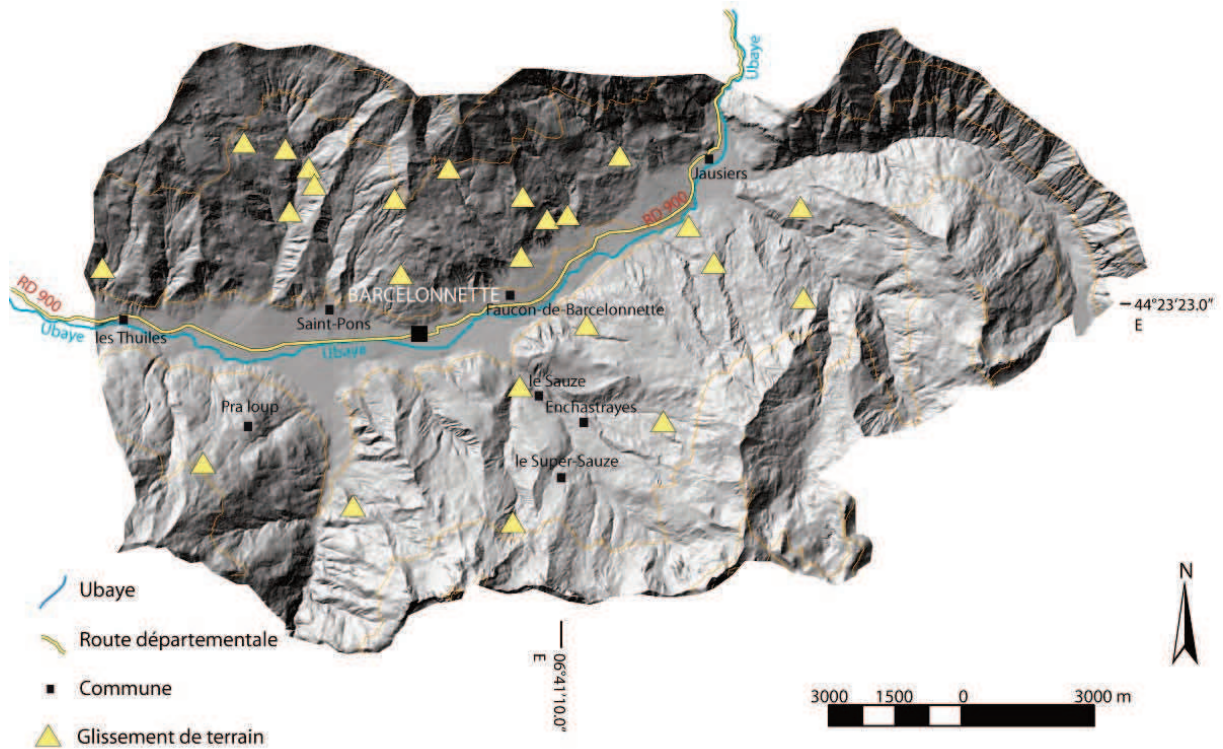 Ubaye
Jausiers
RD 900
RD 900
BARCELONNETTE
Faucon-de-Barcelonnette
Saint-Pons
Ubaye
les Thuiles
Ubaye
44°23'23.0"
E
le Sauze
Pra loup
Enchastrayes
le Super-Sauze
Ubaye
Route départementale
Commune
Glissement de terrain
06°41'10.0"
E
N
3000 1500 0 3000 m